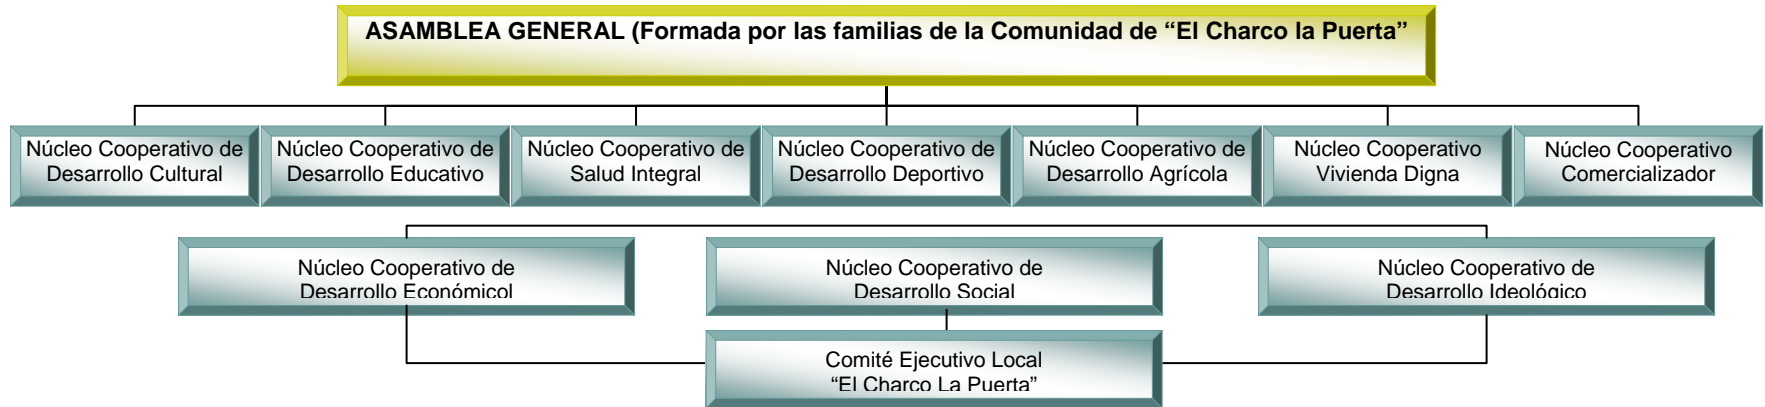 ASAMBLEA GENERAL (Formada por las familias de la Comunidad de “El Charco la Puerta”
Núcleo Cooperativo de
Desarrollo Cultural
Núcleo Cooperativo de
Desarrollo Educativo
Núcleo Cooperativo de
Salud Integral
Núcleo Cooperativo de
Desarrollo Deportivo
Núcleo Cooperativo de
Desarrollo Agrícola
Núcleo Cooperativo
Vivienda Digna
Núcleo Cooperativo
Comercializador
Núcleo Cooperativo de
Desarrollo Económicol
Núcleo Cooperativo de
Desarrollo Social
Núcleo Cooperativo de
Desarrollo Ideológico
Comité Ejecutivo Local
“El Charco La Puerta”